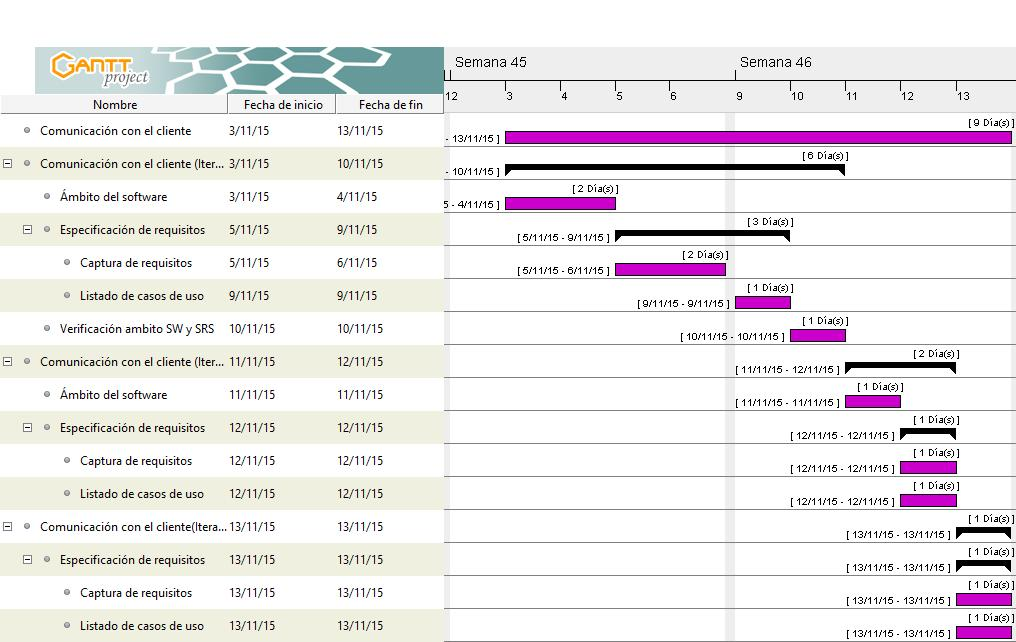 GANTT
project
Semana 45 Semana 46
12 3 4 5 6 9 10 11 12 13
Nombre Fecha de inicio Fecha de fin
Comunicación con el cliente 3/11/15 13/11/15 - 13/11/15 ] [ 9 Día(s) ]
Comunicación con el cliente (Iter... 3/11/15 10/11/15 - 10/11/15 ] [ 6 Día(s) ]
Ámbito del software 3/11/15 4/11/15 5 - 4/11/15 ] [ 2 Día(s) ]
Especificación de requisitos 5/11/15 9/11/15 [ 5/11/15 - 9/11/15 ] [ 3 Día(s) ]
Captura de requisitos 5/11/15 6/11/15 [ 5/11/15 - 6/11/15 ] [ 2 Día(s) ]
Listado de casos de uso 9/11/15 9/11/15 [ 9/11/15 - 9/11/15 ] [ 1 Día(s) ]
Verificación ambito SW y SRS 10/11/15 10/11/15 [ 10/11/15 - 10/11/15 ] [ 1 Día(s) ]
Comunicación con el cliente (Iter... 11/11/15 12/11/15 [ 11/11/15 - 12/11/15 ] [ 2 Día(s) ]
Ámbito del software 11/11/15 11/11/15 [ 11/11/15 - 11/11/15 ] [ 1 Día(s) ]
Especificación de requisitos 12/11/15 12/11/15 [ 12/11/15 - 12/11/15 ] [ 1 Día(s) ]
Captura de requisitos 12/11/15 12/11/15 [ 12/11/15 - 12/11/15 ] [ 1 Día(s) ]
Listado de casos de uso 12/11/15 12/11/15 [ 12/11/15 - 12/11/15 ] [ 1 Día(s) ]
Comunicación con el cliente(Itera... 13/11/15 13/11/15 [ 13/11/15 - 13/11/15 ] [ 1 Día(s) ]
Especificación de requisitos 13/11/15 13/11/15 [ 13/11/15 - 13/11/15 ] [ 1 Día(s) ]
Captura de requisitos 13/11/15 13/11/15 [ 13/11/15 - 13/11/15 ] [ 1 Día(s) ]
Listado de casos de uso 13/11/15 13/11/15 [ 13/11/15 - 13/11/15 ] [ 1 Día(s) ]